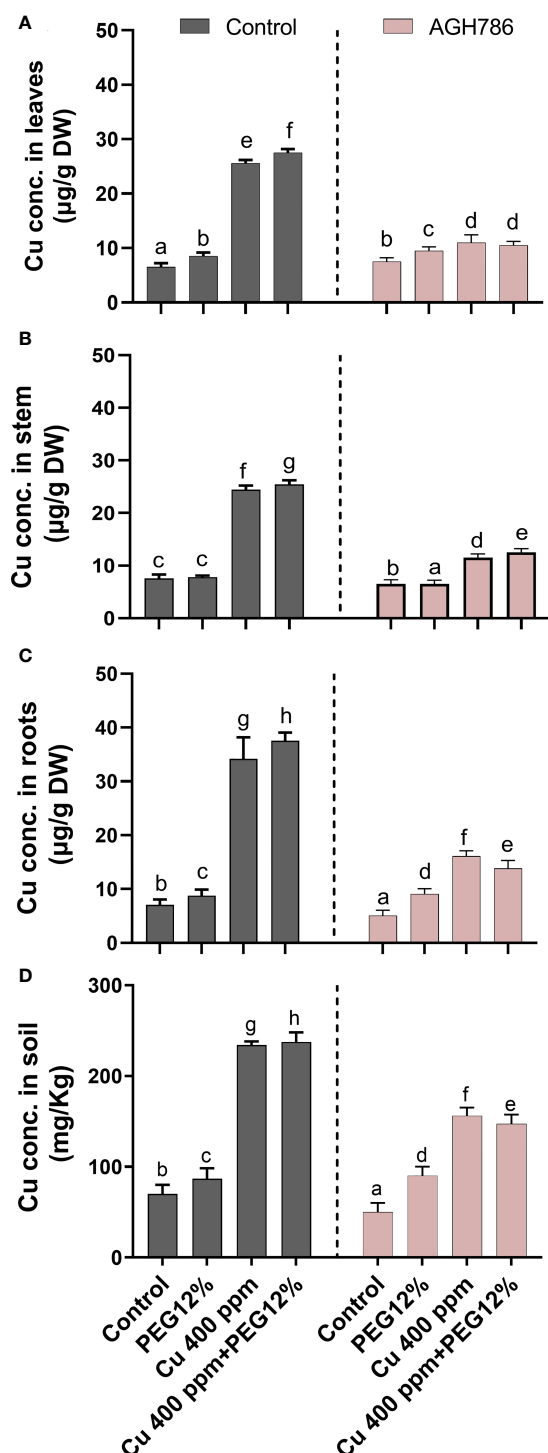 A
Control
AGH786
Cu conc. in leaves
(µg/g DW)
50
40
30
20
10
0
a b e f b c d d
B
Cu conc. in stem
(µg/g DW)
50
40
30
20
10
0
c c f g b a d e
C
Cu conc. in roots
(µg/g DW)
50
40
30
20
10
0
b c g h a d f e
D
Cu conc. in soil
(mg/Kg)
300
200
100
0
b c g h a d f e
Control
PEG12%
Cu 400 ppm
Cu 400 ppm+PEG12%
Control
PEG12%
Cu 400 ppm
Cu 400 ppm+PEG12%